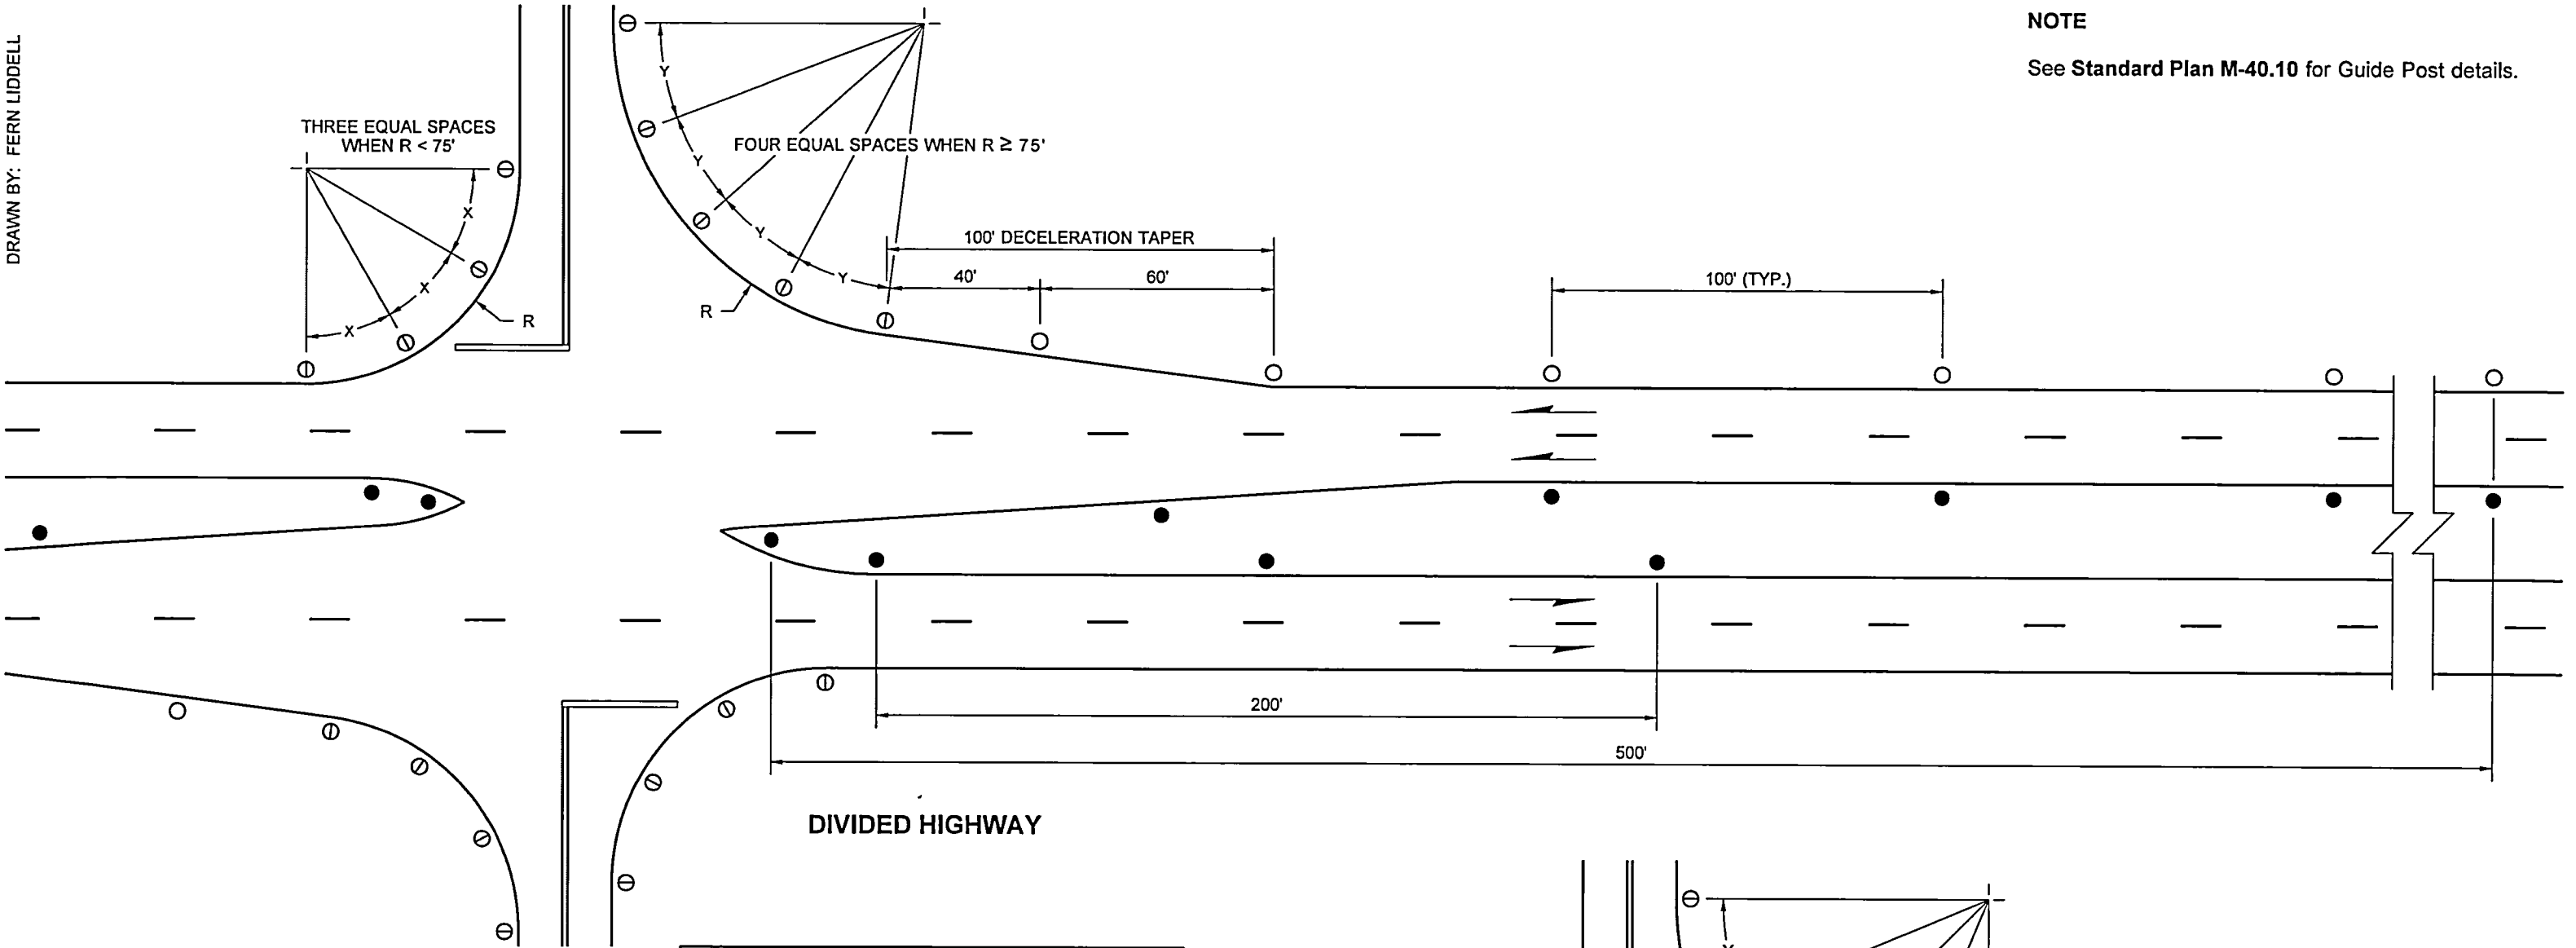 DRAWN BY: FERN LIDDELL
NOTE
See Standard Plan M-40.10 for Guide Post details.
THREE EQUAL SPACES
WHEN R < 75'
FOUR EQUAL SPACES WHEN R ≥ 75'
Y
Y
Y
Y
X
X
X
R
R
100' DECELERATION TAPER
40'
60'
100' (TYP.)
200'
500'
DIVIDED HIGHWAY